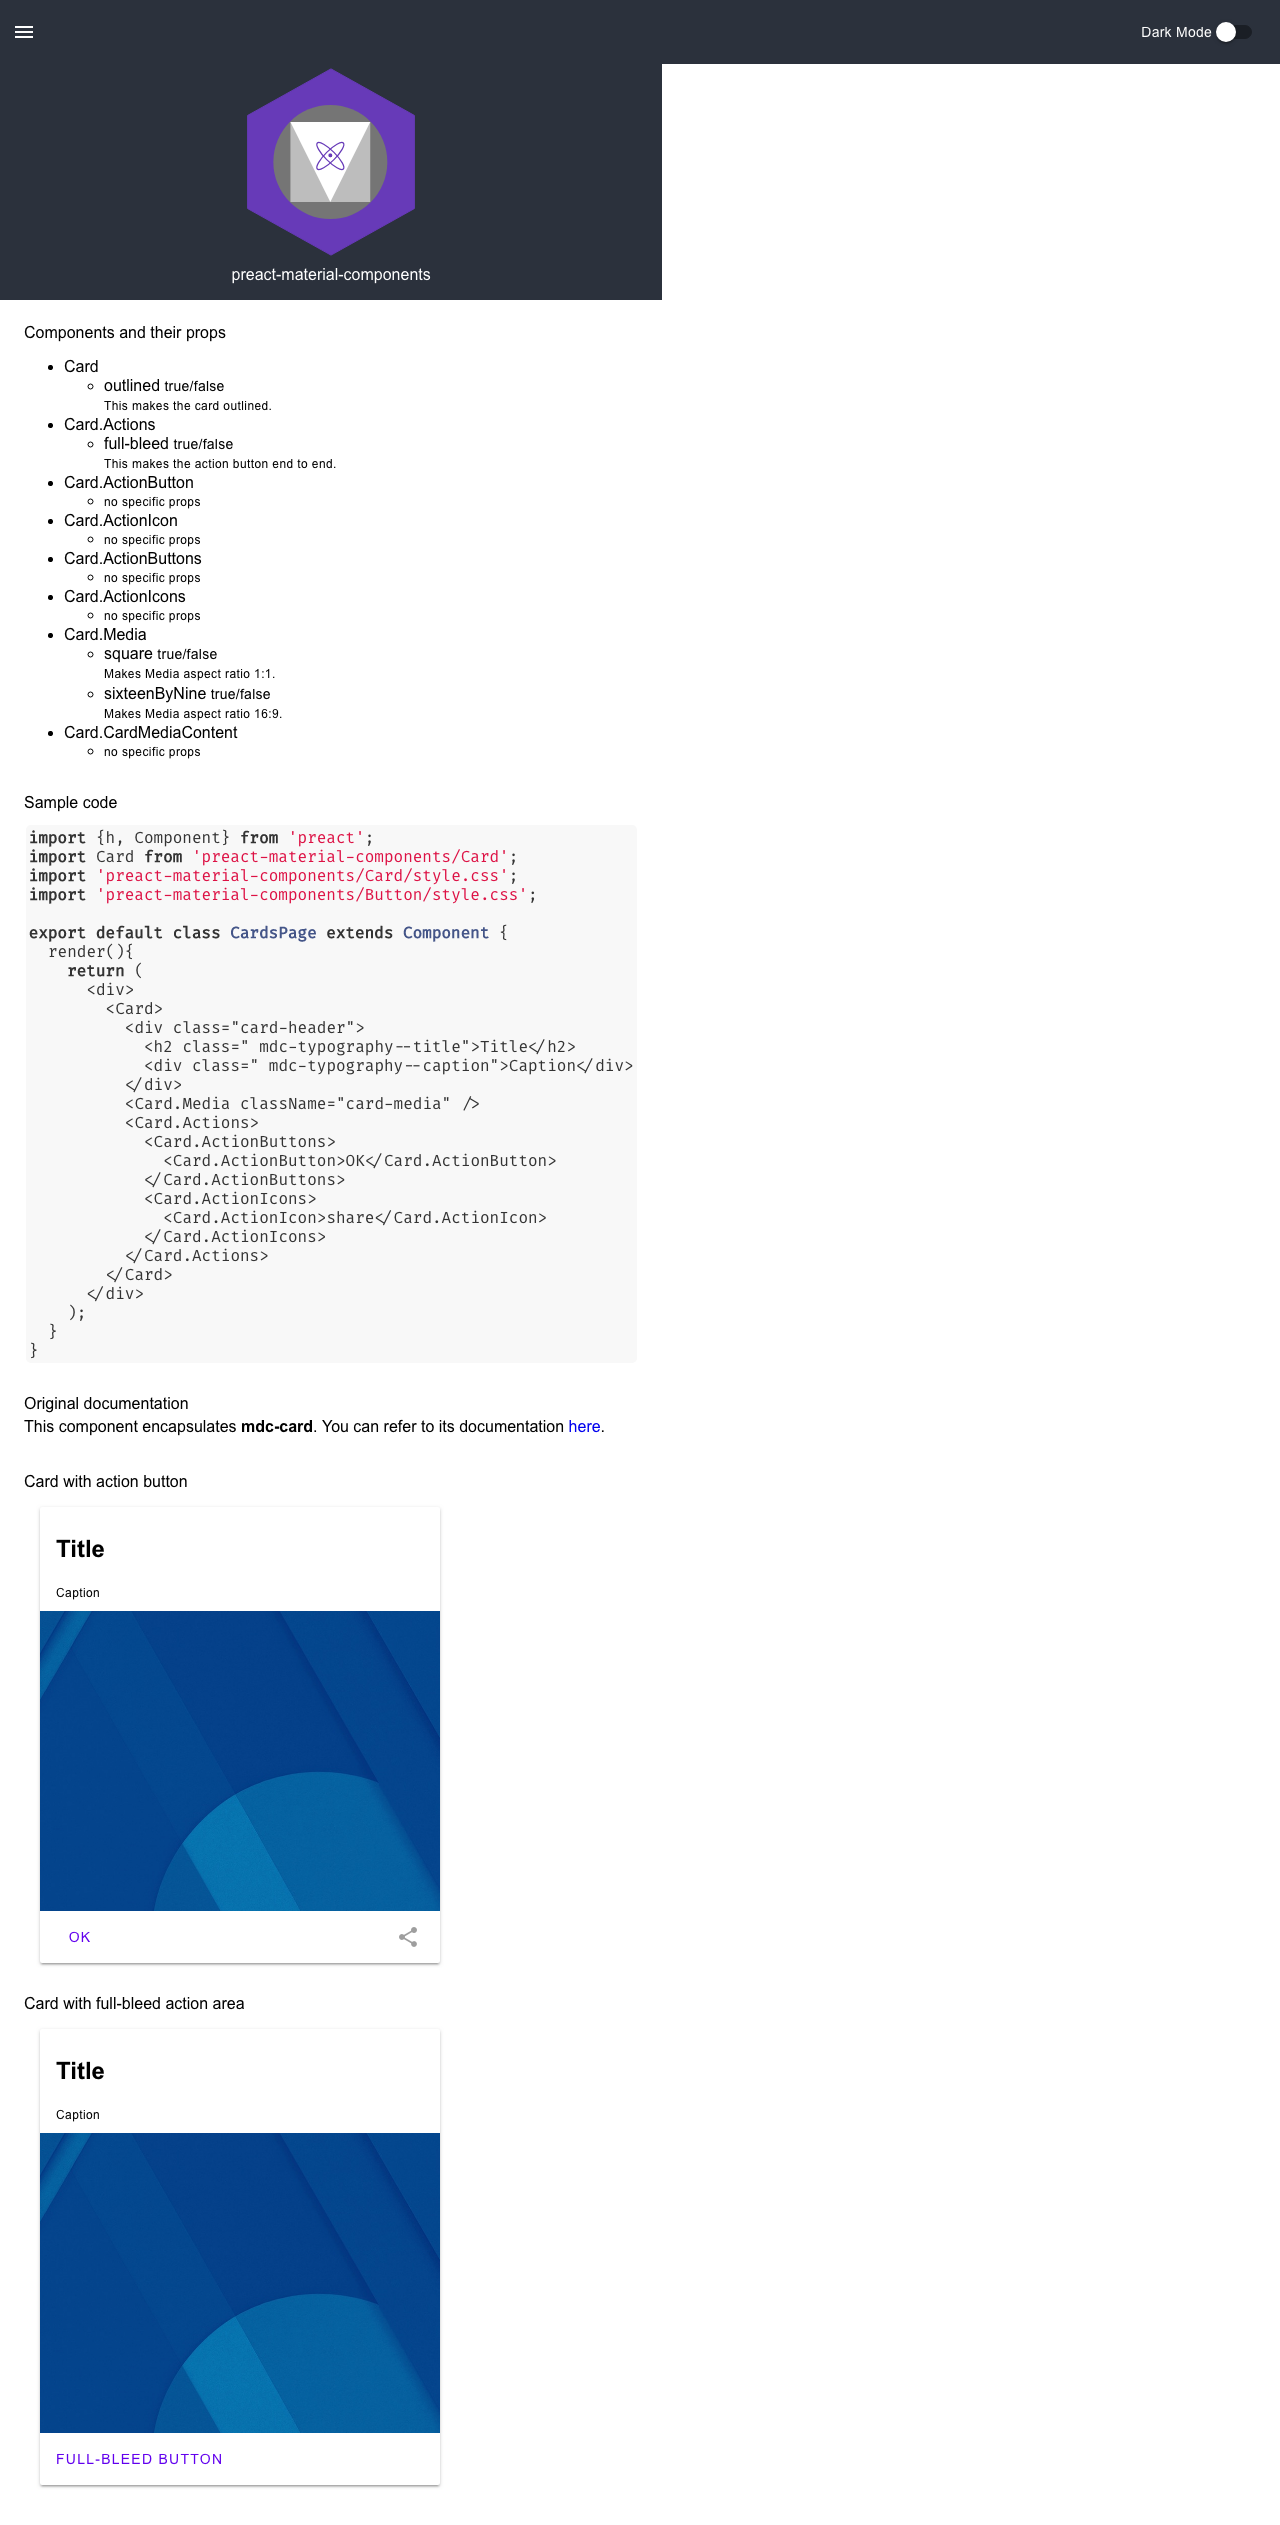 Dark Mode
preact-material-components
Components and their props
Card
outlined true/false
This makes the card outlined.
Card.Actions
full-bleed true/false
This makes the action button end to end.
Card.ActionButton
no specific props
Card.ActionIcon
no specific props
Card.ActionButtons
no specific props
Card.ActionIcons
no specific props
Card.Media
square true/false
Makes Media aspect ratio 1:1.
sixteenByNine true/false
Makes Media aspect ratio 16:9.
Card.CardMediaContent
no specific props
Sample code
import {h, Component} from 'preact';
import Card from 'preact-material-components/Card';
import 'preact-material-components/Card/style.css';
import 'preact-material-components/Button/style.css';
export default class CardsPage extends Component {
  render(){
    return (
      <div>
        <Card>
          <div class="card-header">
            <h2 class=" mdc-typography--title">Title</h2>
            <div class=" mdc-typography--caption">Caption</div>
          </div>
          <Card.Media className="card-media" />
          <Card.Actions>
            <Card.ActionButtons>
              <Card.ActionButton>OK</Card.ActionButton>
            </Card.ActionButtons>
            <Card.ActionIcons>
              <Card.ActionIcon>share</Card.ActionIcon>
            </Card.ActionIcons>
          </Card.Actions>
        </Card>
      </div>
    );
  }
}
Original documentation
This component encapsulates mdc-card. You can refer to its documentation here.
Card with action button
Title
Caption
OK
Card with full-bleed action area
Title
Caption
FULL-BLEED BUTTON